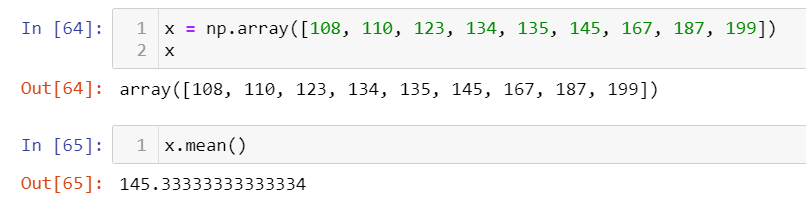 In [64]: 1 x = np.array([108, 110, 123, 134, 135, 145, 167, 187, 199])
2 x
Out[64]: array([108, 110, 123, 134, 135, 145, 167, 187, 199])
In [65]: 1 x.mean()
Out[65]: 145.33333333333334